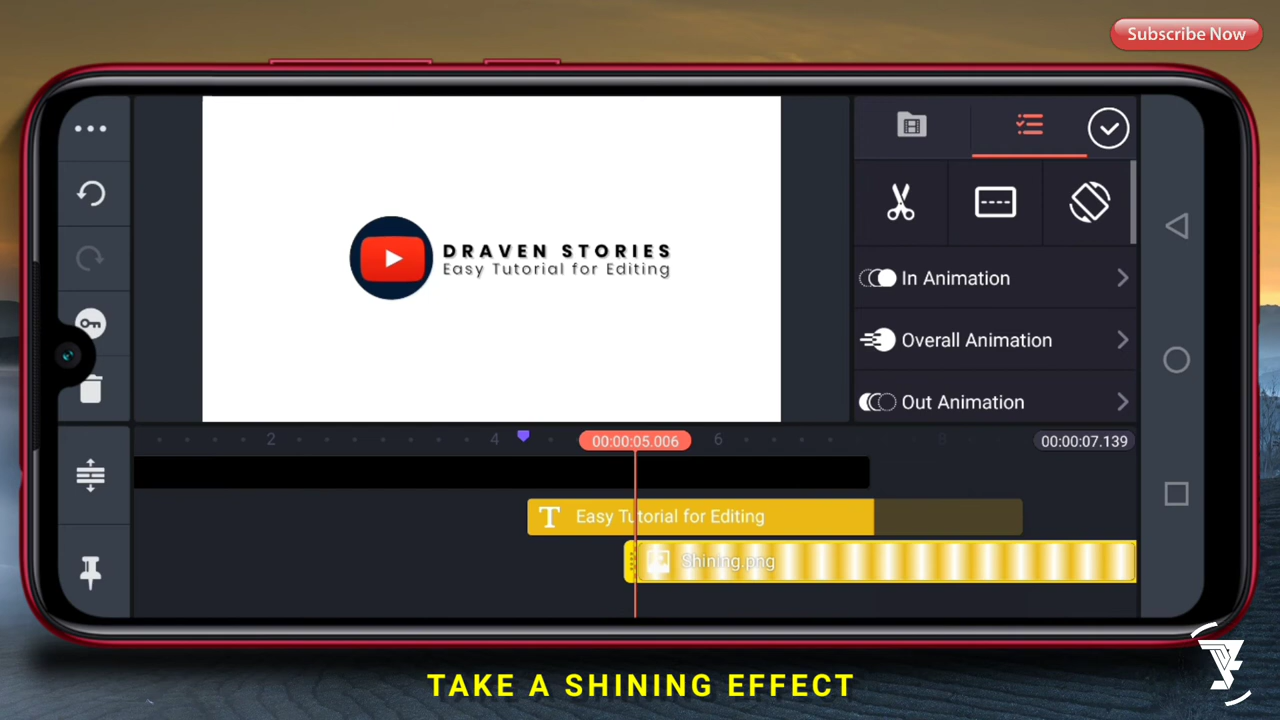 Subscribe Now
DRAVEN STORIES
Easy Tutorial for Editing
In Animation
Overall Animation
Out Animation
2
4
00:00:05.006
6
8
00:00:07.139
Easy Tutorial for Editing
Shining.png
TAKE A SHINING EFFECT